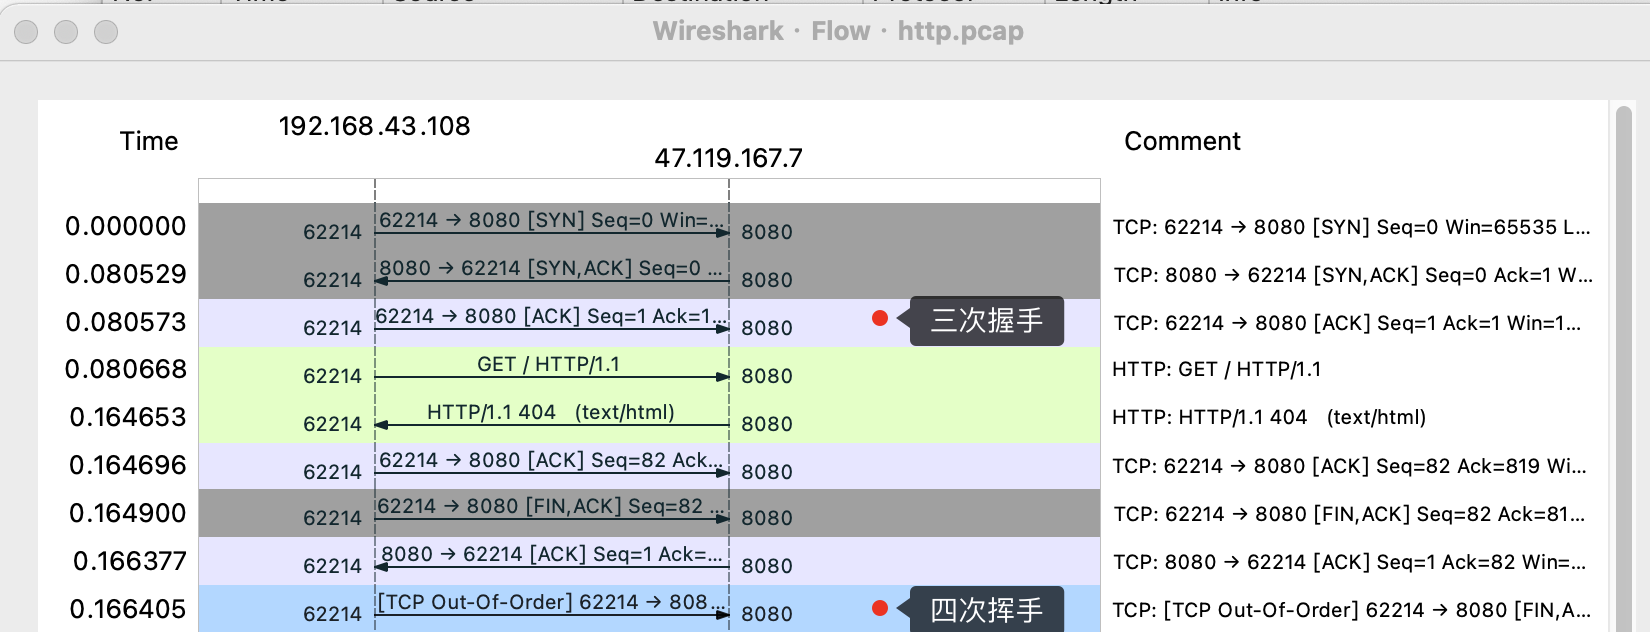 Wireshark · Flow · http.pcap
Time 192.168.43.108 47.119.167.7 Comment
0.000000 62214 62214 → 8080 [SYN] Seq=0 Win=... 8080 TCP: 62214 → 8080 [SYN] Seq=0 Win=65535 L...
0.080529 62214 8080 → 62214 [SYN,ACK] Seq=0 ... 8080 TCP: 8080 → 62214 [SYN,ACK] Seq=0 Ack=1 W...
0.080573 62214 62214 → 8080 [ACK] Seq=1 Ack=1... 8080 三次握手 TCP: 62214 → 8080 [ACK] Seq=1 Ack=1 Win=1...
0.080668 62214 GET / HTTP/1.1 8080 HTTP: GET / HTTP/1.1
0.164653 62214 HTTP/1.1 404 (text/html) 8080 HTTP: HTTP/1.1 404 (text/html)
0.164696 62214 62214 → 8080 [ACK] Seq=82 Ack... 8080 TCP: 62214 → 8080 [ACK] Seq=82 Ack=819 Wi...
0.164900 62214 62214 → 8080 [FIN,ACK] Seq=82 ... 8080 TCP: 62214 → 8080 [FIN,ACK] Seq=82 Ack=81...
0.166377 62214 8080 → 62214 [ACK] Seq=1 Ack=... 8080 TCP: 8080 → 62214 [ACK] Seq=1 Ack=82 Win=...
0.166405 62214 [TCP Out-Of-Order] 62214 → 808... 8080 四次挥手 TCP: [TCP Out-Of-Order] 62214 → 8080 [FIN,A...